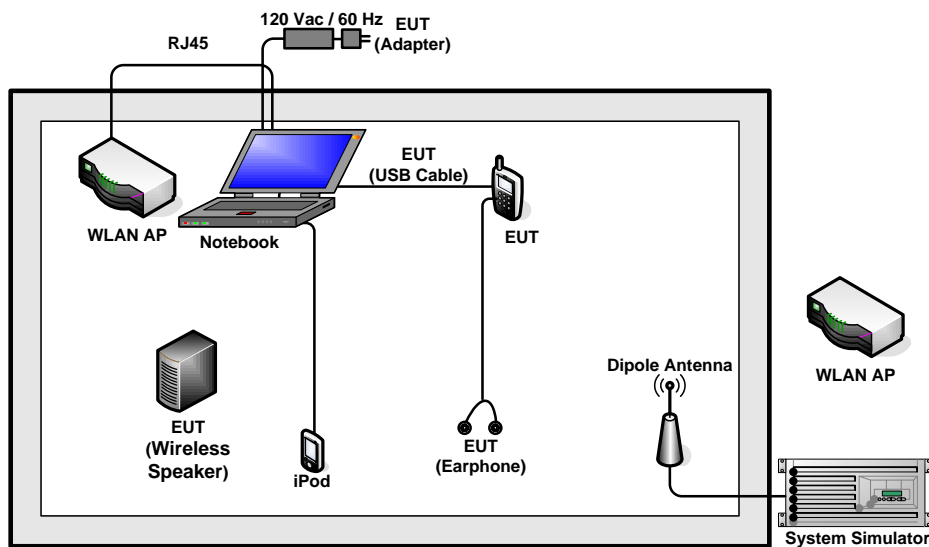 120 Vac / 60 Hz
EUT
(Adapter)
RJ45
EUT
(USB Cable)
WLAN AP
Notebook
EUT
WLAN AP
Dipole Antenna
EUT
(Wireless
Speaker)
iPod
EUT
(Earphone)
System Simulator